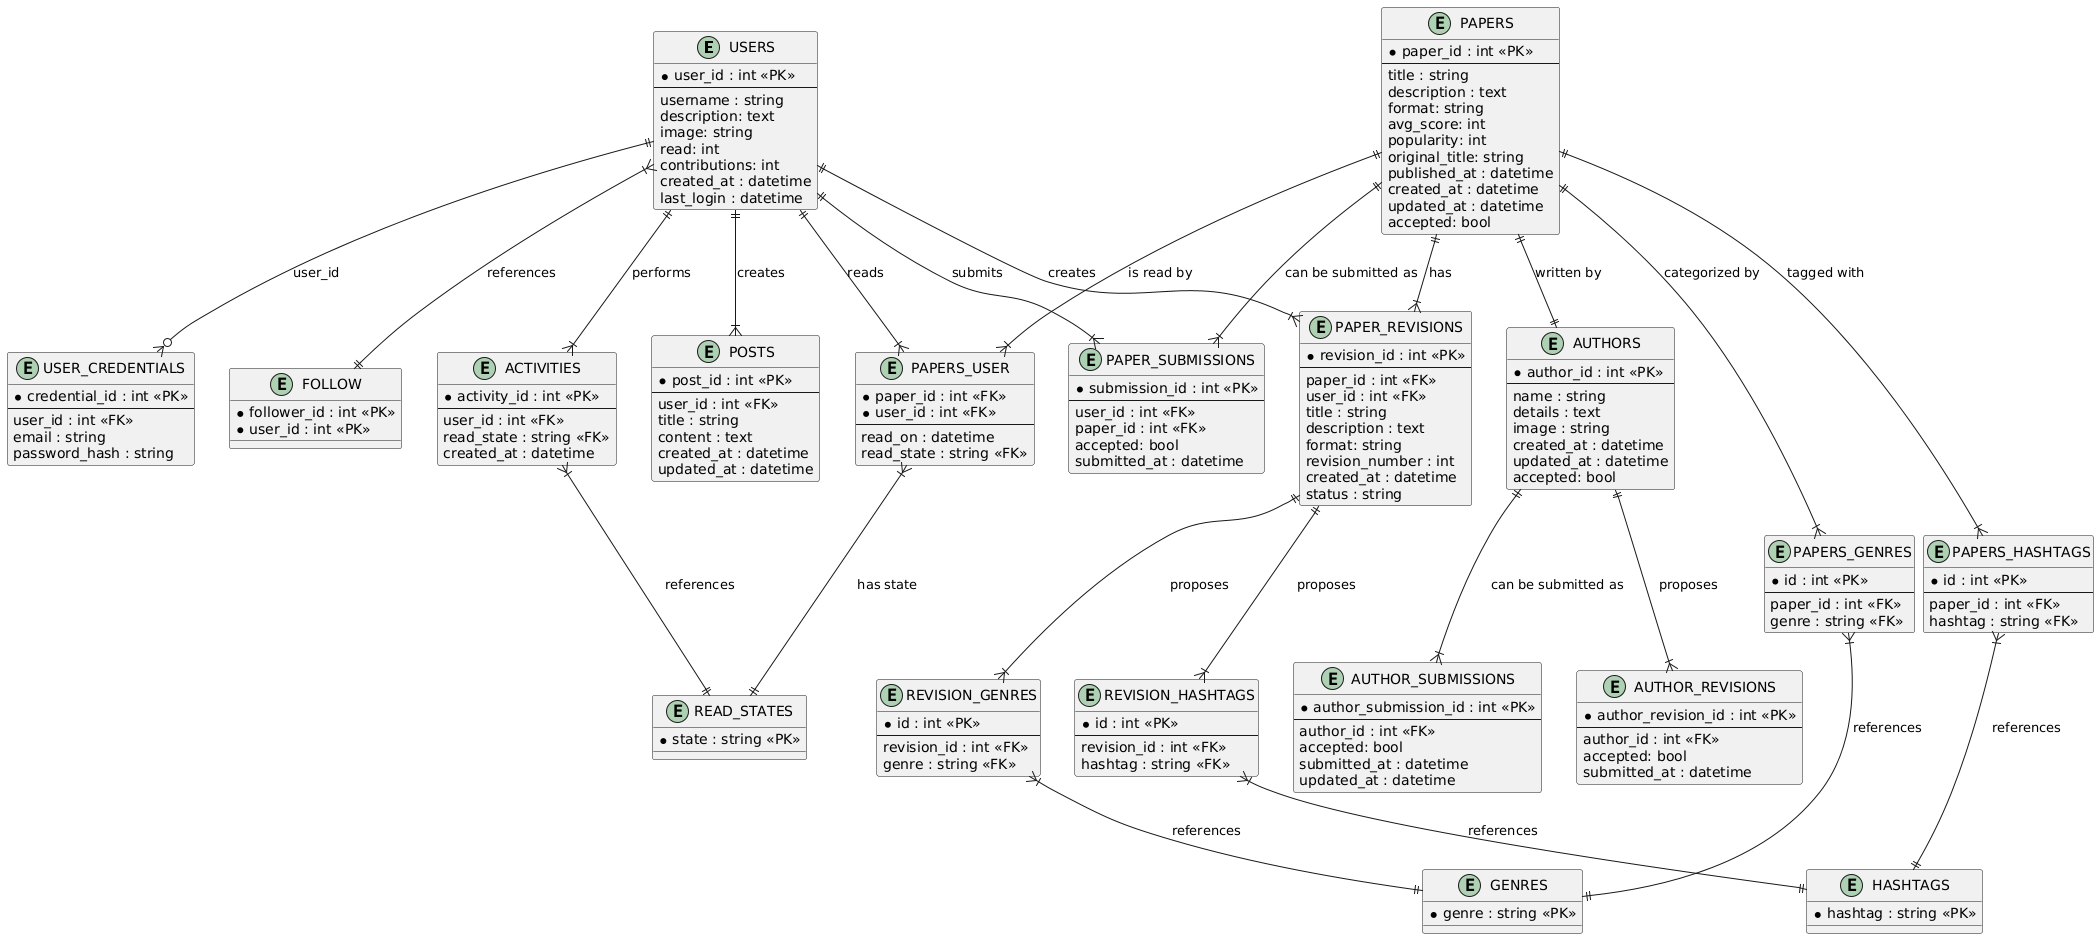 E USERS
* user_id : int «PK»
username : string
description: text
image: string
read: int
contributions: int
created_at : datetime
last_login : datetime
E PAPERS
* paper_id : int «PK»
title : string
description : text
format: string
avg_score: int
popularity: int
original_title: string
published_at : datetime
created_at : datetime
updated_at : datetime
accepted: bool
user_id
references
performs
creates
reads
submits
creates
is read by
can be submitted as
has
written by
categorized by
tagged with
E USER_CREDENTIALS
* credential_id : int «PK»
user_id : int «FK»
email : string
password_hash : string
E FOLLOW
* follower_id : int «PK»
* user_id : int «PK»
E ACTIVITIES
* activity_id : int «PK»
user_id : int «FK»
read_state : string «FK»
created_at : datetime
E POSTS
* post_id : int «PK»
user_id : int «FK»
title : string
content : text
created_at : datetime
updated_at : datetime
E PAPERS_USER
* paper_id : int «FK»
* user_id : int «FK»
read_on : datetime
read_state : string «FK»
E PAPER_SUBMISSIONS
* submission_id : int «PK»
user_id : int «FK»
paper_id : int «FK»
accepted: bool
submitted_at : datetime
E PAPER_REVISIONS
* revision_id : int «PK»
paper_id : int «FK»
user_id : int «FK»
title : string
description : text
format: string
revision_number : int
created_at : datetime
status : string
E AUTHORS
* author_id : int «PK»
name : string
details : text
image : string
created_at : datetime
updated_at : datetime
accepted: bool
E PAPERS_GENRES
* id : int «PK»
paper_id : int «FK»
genre : string «FK»
E PAPERS_HASHTAGS
* id : int «PK»
paper_id : int «FK»
hashtag : string «FK»
references
has state
proposes
proposes
can be submitted as
proposes
E READ_STATES
* state : string «PK»
E REVISION_GENRES
* id : int «PK»
revision_id : int «FK»
genre : string «FK»
E REVISION_HASHTAGS
* id : int «PK»
revision_id : int «FK»
hashtag : string «FK»
E AUTHOR_SUBMISSIONS
* author_submission_id : int «PK»
author_id : int «FK»
accepted: bool
submitted_at : datetime
updated_at : datetime
E AUTHOR_REVISIONS
* author_revision_id : int «PK»
author_id : int «FK»
accepted: bool
submitted_at : datetime
references
references
references
references
E GENRES
* genre : string «PK»
E HASHTAGS
* hashtag : string «PK»